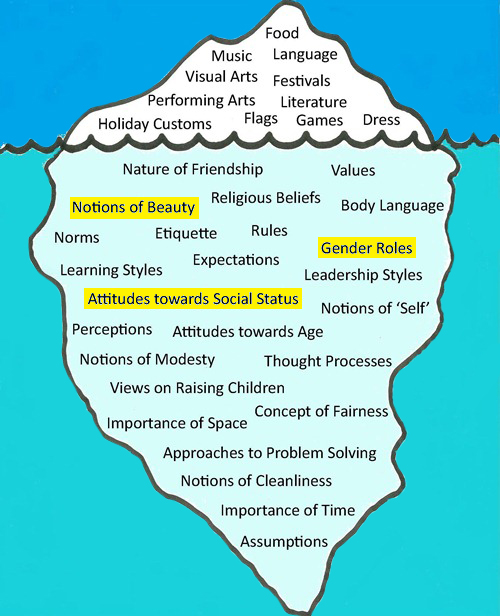 Food
Music Language
Visual Arts Festivals
Performing Arts Literature
Holiday Customs Flags Games Dress
Nature of Friendship Values
Notions of Beauty Religious Beliefs Body Language
Norms Etiquette Rules
Expectations Gender Roles
Learning Styles Leadership Styles
Attitudes towards Social Status Notions of ‘Self’
Perceptions Attitudes towards Age
Notions of Modesty Thought Processes
Views on Raising Children
Importance of Space Concept of Fairness
Approaches to Problem Solving
Notions of Cleanliness
Importance of Time
Assumptions